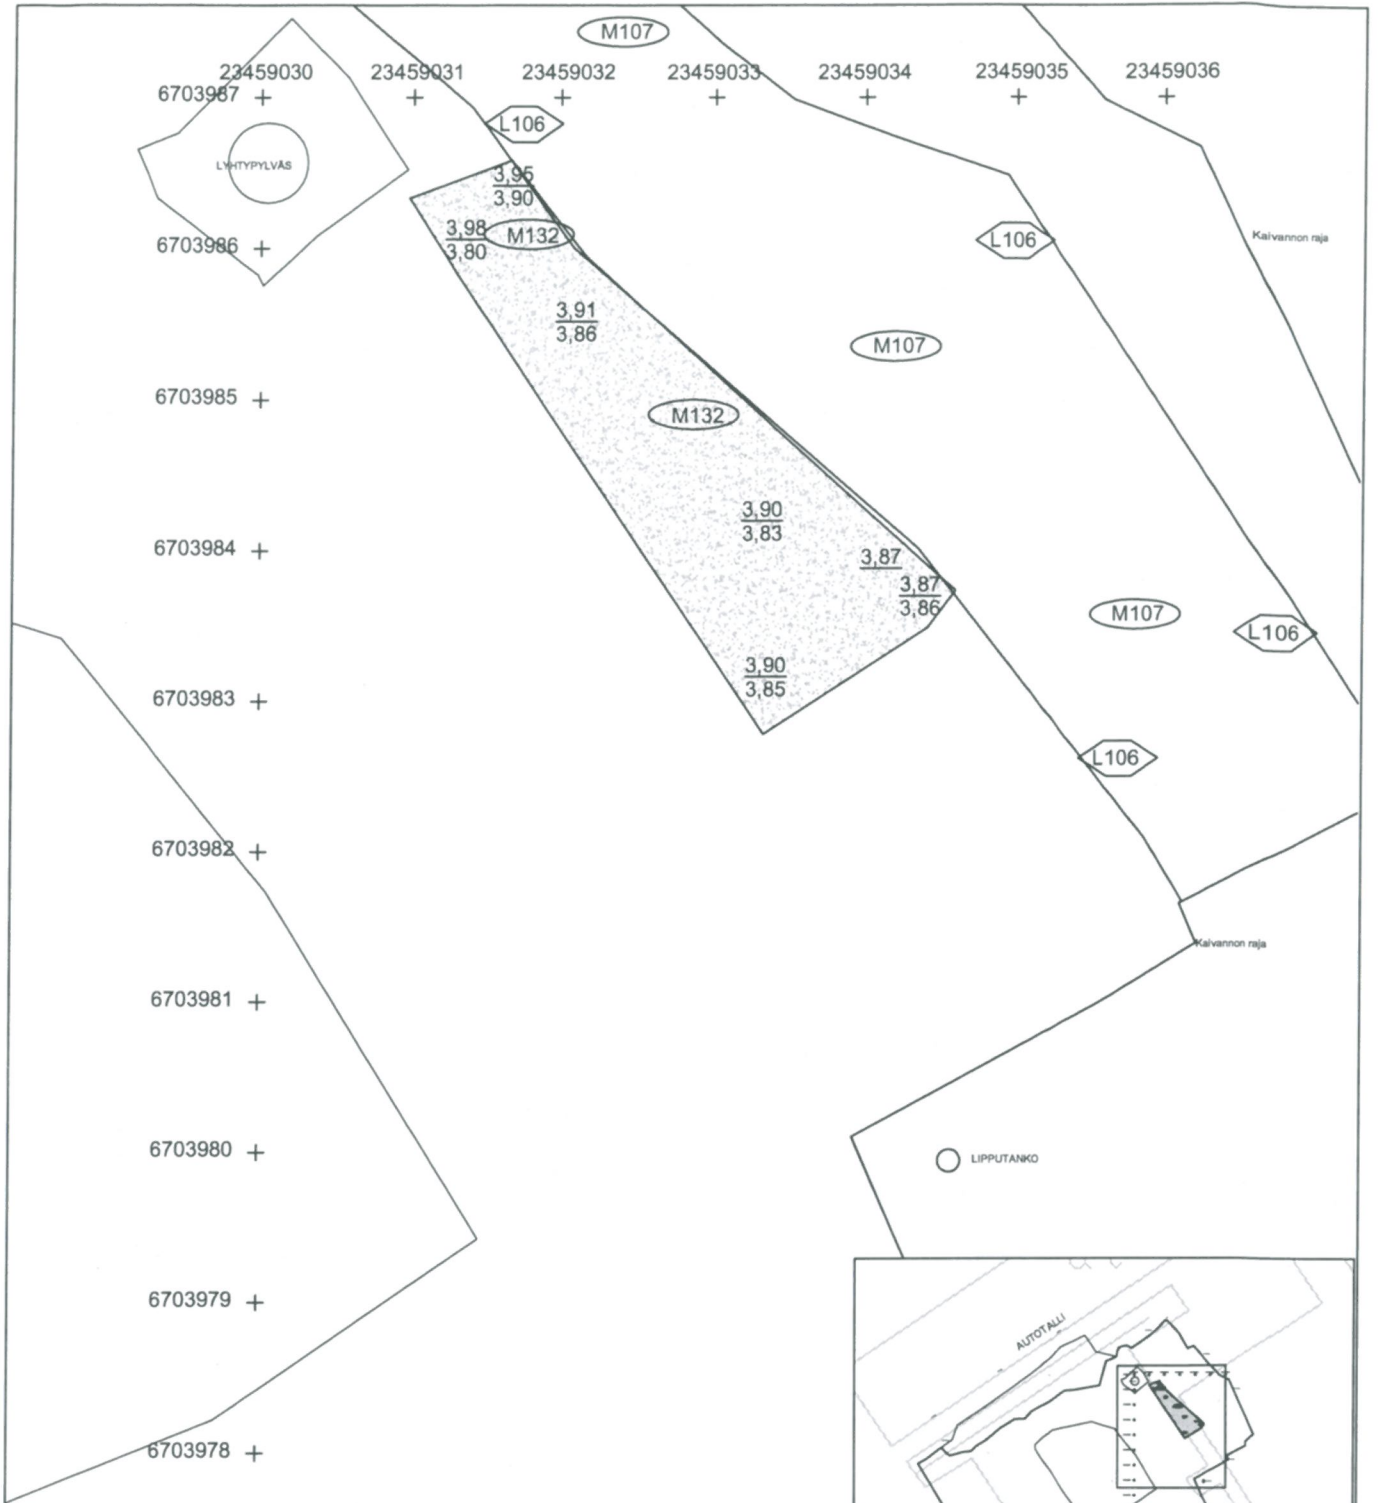 M107
23459030 23459031 23459032 23459033 23459034 23459035 23459036
6703987
L106
LYHTYPYLVÄS
3,95
3,90
3,98
3,80
M132
6703986
L106
Kaivannon raja
3,91
3,86
M107
6703985
M132
3,90
3,83
6703984
3,87
3,87
3,86
M107
L106
3,90
3,85
6703983
L106
6703982
Kaivannon raja
6703981
6703980
LIPPUTANKO
6703979
AUTOTALLI
6703978